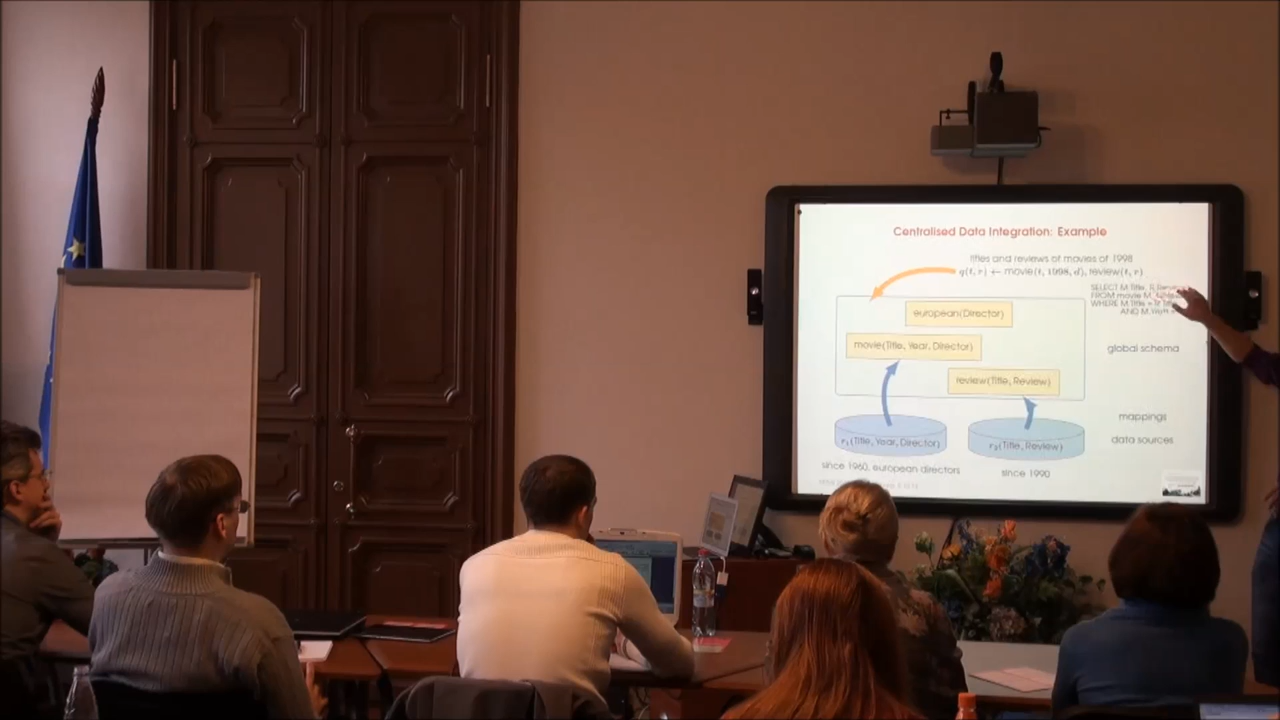 Centralised Data Integration: Example
titles and reviews of movies of 1998
q(t, r) ← movie(t, 1998, d), review(t, r)
SELECT M.Title, R.Review
FROM movie M,
WHERE M.Title = R.
AND M.Year
european(Director)
movie(Title, Year, Director)
global schema
review(Title, Review)
mappings
r₁(Title, Year, Director)
r₂(Title, Review)
data sources
since 1960, european directors
since 1990